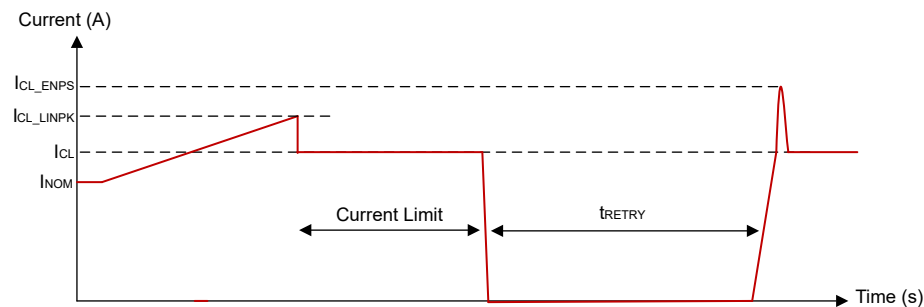 Current (A)
ICL_ENPS
ICL_LINPK
ICL
INOM
Current Limit
tRETRY
Time (s)